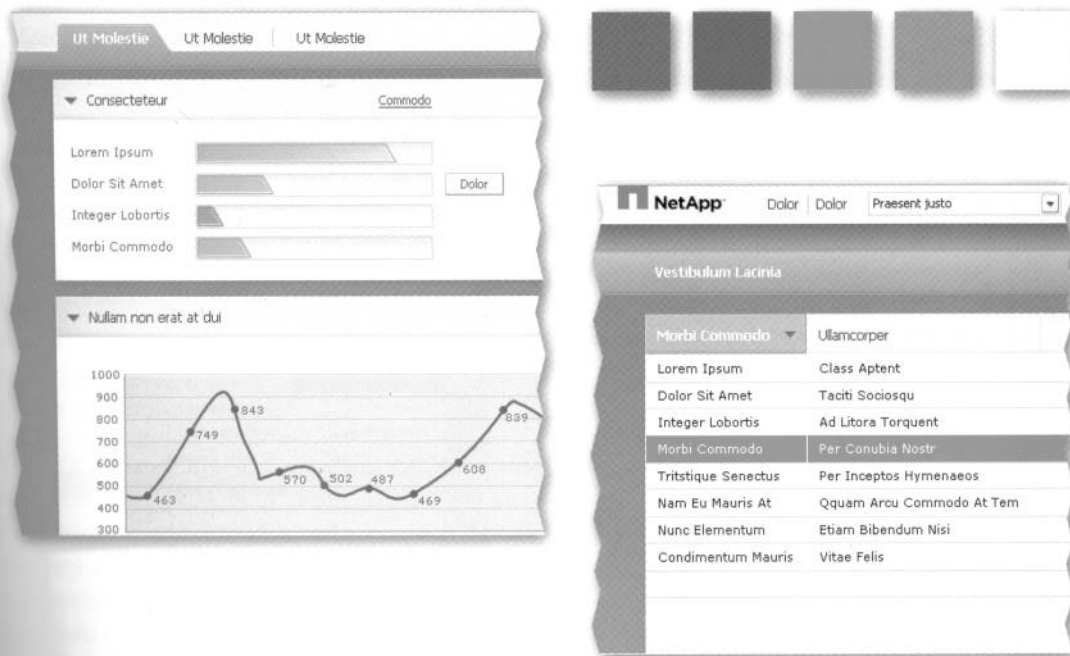 Ut Molestie Ut Molestie Ut Molestie
Consecteteur Commodo
Lorem Ipsum
Dolor Sit Amet Dolor
Integer Lobortis
Morbi Commodo
Nullam non erat at dui
1000
900
800
700
600
500
400
300
463
749
843
570
502
487
469
608
839
NetApp Dolor Dolor Praesent justo
Vestibulum Lacinia
Morbi Commodo Ullamcorper
Lorem Ipsum Class Aptent
Dolor Sit Amet Taciti Sociosqu
Integer Lobortis Ad Litora Torquent
Morbi Commodo Per Conubia Nostr
Tritstique Senectus Per Inceptos Hymenaeos
Nam Eu Mauris At Qquam Arcu Commodo At Tem
Nunc Elementum Etiam Bibendum Nisi
Condimentum Mauris Vitae Felis